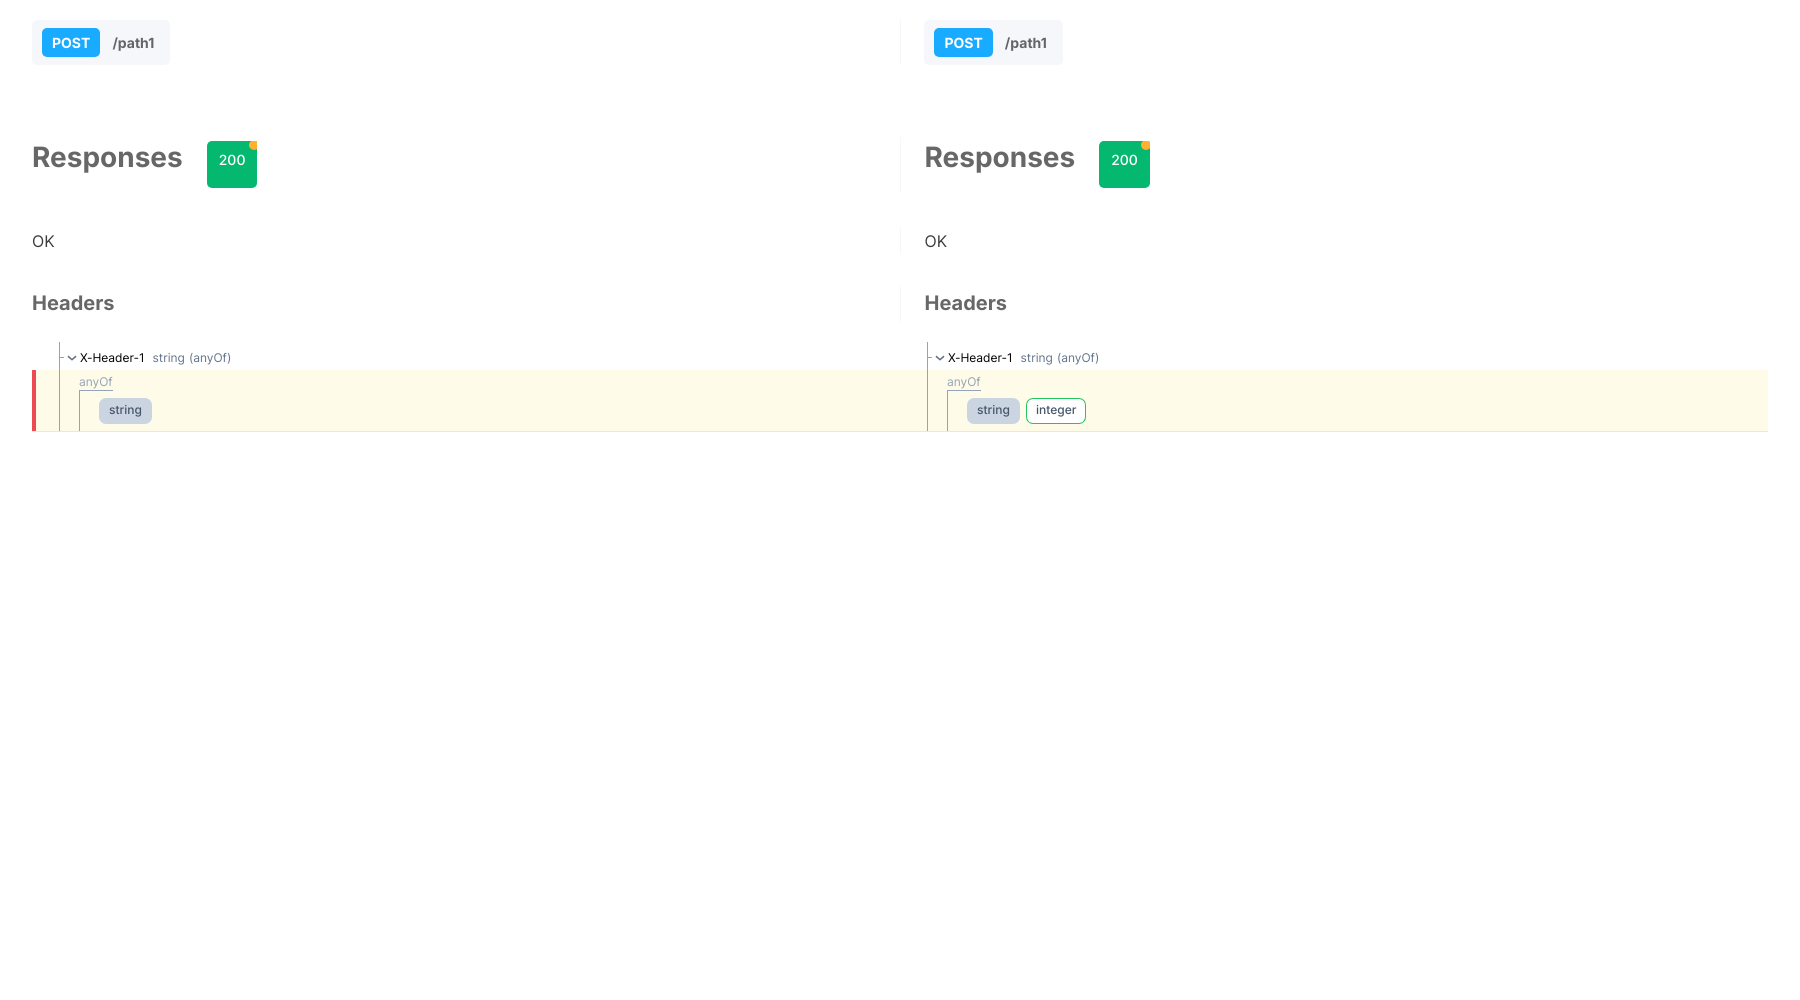 POST /path1 POST /path1
Responses 200 Responses 200
OK OK
Headers Headers
X-Header-1 string (anyOf) X-Header-1 string (anyOf)
anyOf anyOf
string string integer